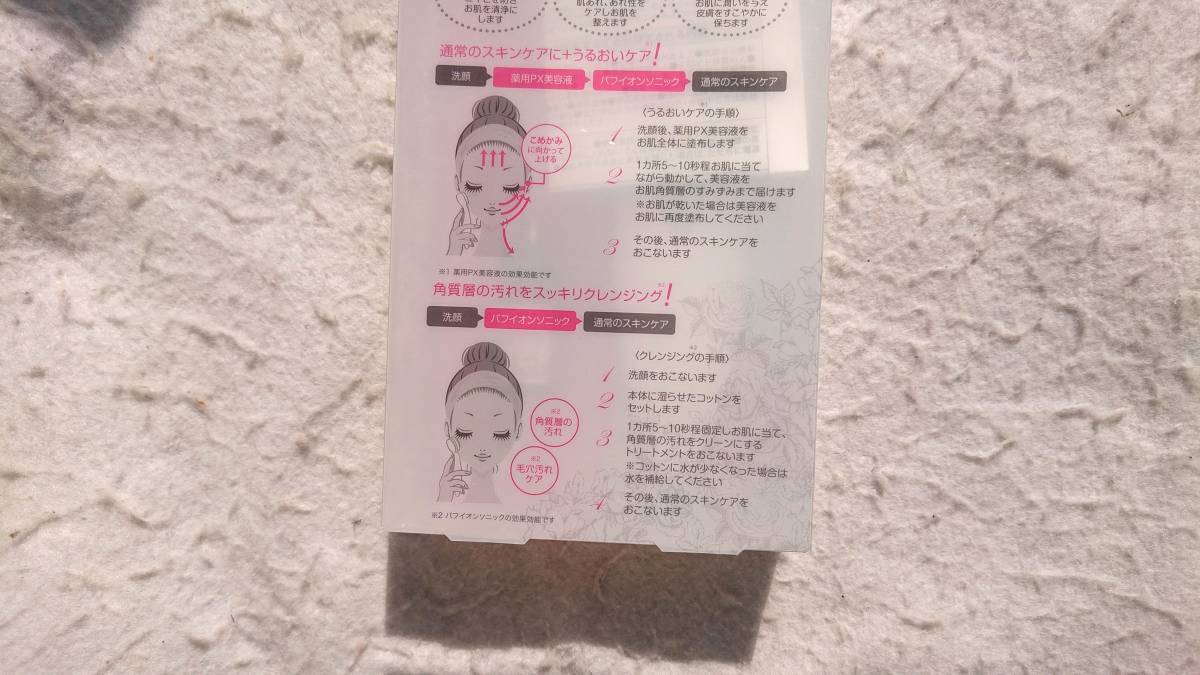 お肌を清浄に
します
肌あれ、あれ性を
ケアしお肌を
整えます
お肌に潤いを与え
皮膚をすこやかに
保ちます
通常のスキンケアに+うるおいケア!
洗顔 薬用PX美容液 パフイオンソニック 通常のスキンケア
こめかみ
に向かって
上げる
※1
〈うるおいケアの手順〉
1 洗顔後、薬用PX美容液を
お肌全体に塗布します
2 1カ所5〜10秒程お肌に当て
ながら動かして、美容液を
お肌角質層のすみずみまで届けます
※お肌が乾いた場合は美容液を
お肌に再度塗布してください
3 その後、通常のスキンケアを
おこないます
※1 薬用PX美容液の効果効能です
角質層の汚れをスッキリクレンジング※2!
洗顔 パフイオンソニック 通常のスキンケア
※2
角質層の
汚れ
※2
毛穴汚れ
ケア
※2
〈クレンジングの手順〉
1 洗顔をおこないます
2 本体に湿らせたコットンを
セットします
3 1カ所5〜10秒程固定しお肌に当て、
角質層の汚れをクリーンにする
トリートメントをおこないます
※コットンに水が少なくなった場合は
水を補給してください
4 その後、通常のスキンケアを
おこないます
※2 パフイオンソニックの効果効能です